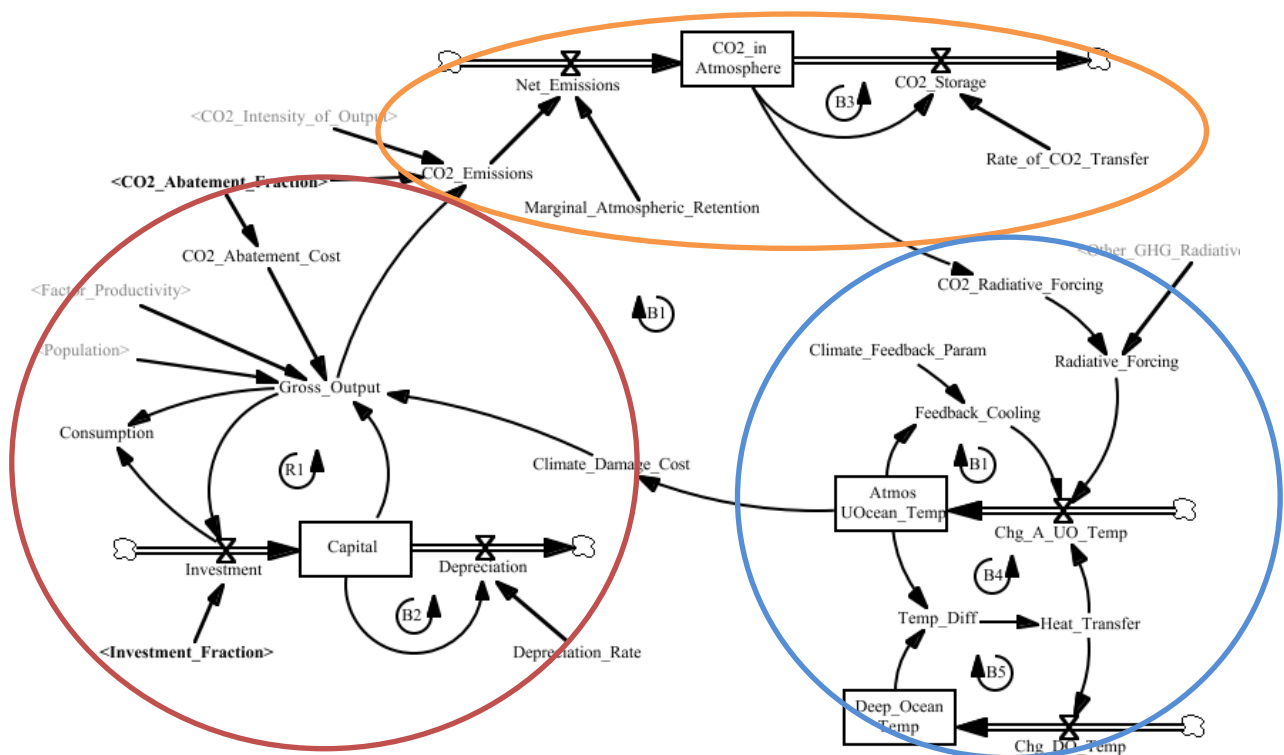 CO2_in
Atmosphere
Net_Emissions
CO2_Storage
B3
<CO2_Intensity_of_Output>
Rate_of_CO2_Transfer
CO2_Emissions
<CO2_Abatement_Fraction>
Marginal_Atmospheric_Retention
CO2_Abatement_Cost
<Other_GHG_Radiative
CO2_Radiative_Forcing
<Factor_Productivity>
B1
<Population>
Climate_Feedback_Param
Radiative_Forcing
Gross_Output
Feedback_Cooling
Consumption
R1
Climate_Damage_Cost
B1
Atmos
UOcean_Temp
Chg_A_UO_Temp
Capital
Investment
Depreciation
B4
B2
Temp_Diff
Heat_Transfer
<Investment_Fraction>
Depreciation_Rate
B5
Deep_Ocean
Temp
Chg_DO_Temp